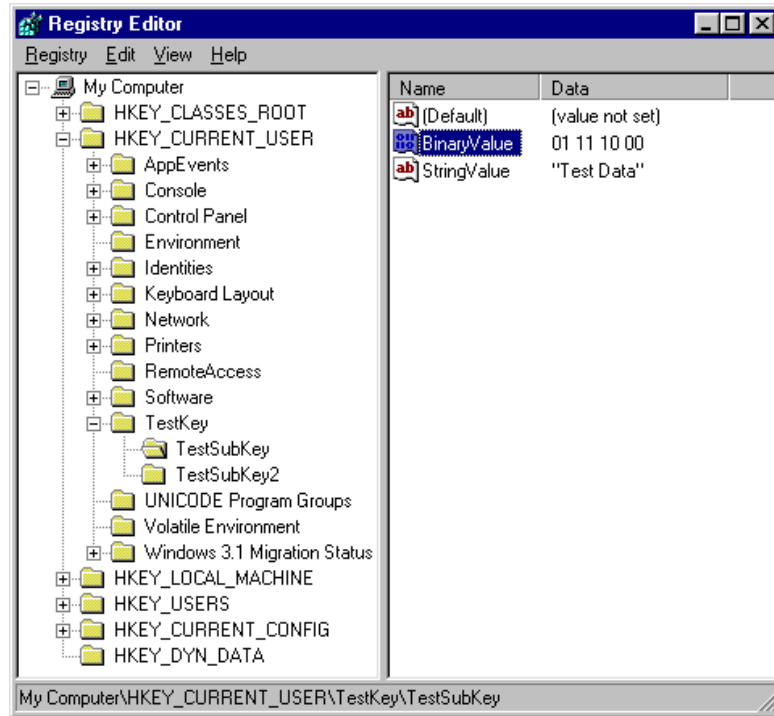 Registry Editor
Registry Edit View Help
My Computer
HKEY_CLASSES_ROOT
HKEY_CURRENT_USER
AppEvents
Console
Control Panel
Environment
Identities
Keyboard Layout
Network
Printers
RemoteAccess
Software
TestKey
TestSubKey
TestSubKey2
UNICODE Program Groups
Volatile Environment
Windows 3.1 Migration Status
HKEY_LOCAL_MACHINE
HKEY_USERS
HKEY_CURRENT_CONFIG
HKEY_DYN_DATA
Name Data
(Default) (value not set)
BinaryValue 01 11 10 00
StringValue "Test Data"
My Computer\HKEY_CURRENT_USER\TestKey\TestSubKey